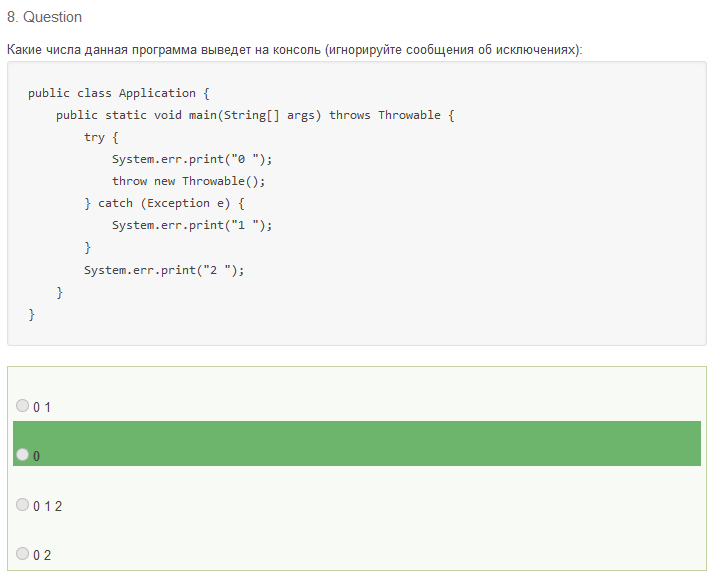 8. Question
Какие числа данная программа выведет на консоль (игнорируйте сообщения об исключениях):
public class Application {
    public static void main(String[] args) throws Throwable {
        try {
            System.err.print("0 ");
            throw new Throwable();
        } catch (Exception e) {
            System.err.print("1 ");
        }
        System.err.print("2 ");
    }
}
0 1
0
0 1 2
0 2